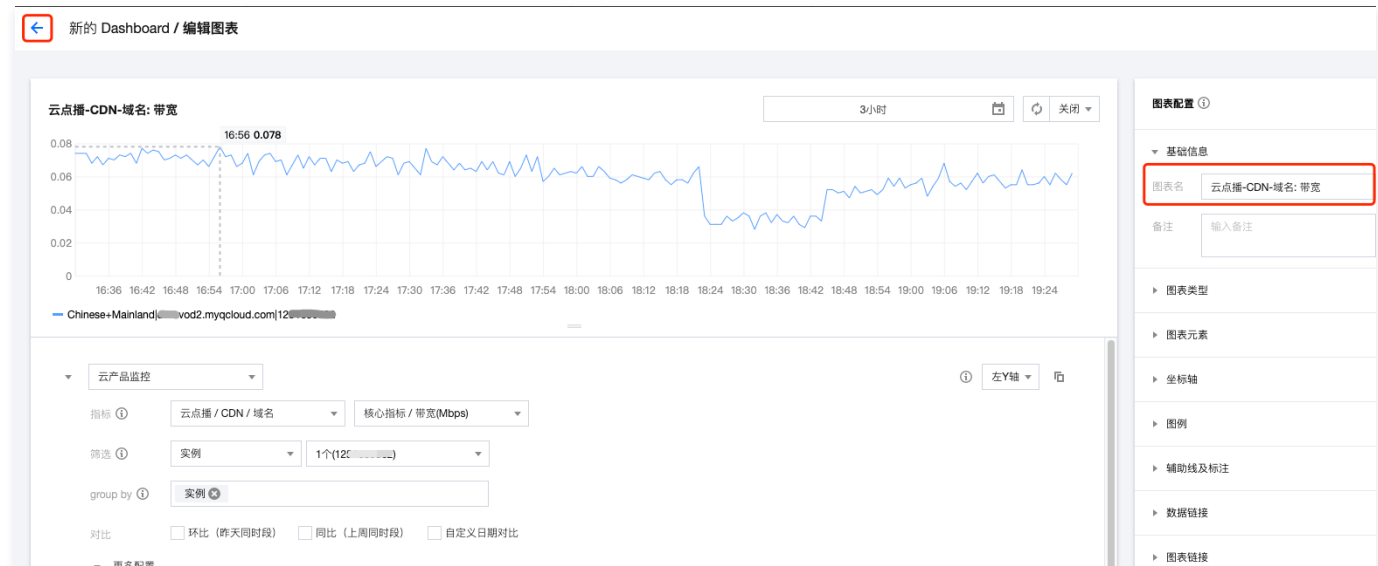 新的 Dashboard / 编辑图表
云点播-CDN-域名: 带宽
3小时
关闭
16:56 0.078
0.08
0.06
0.04
0.02
0
16:36 16:42 16:48 16:54 17:00 17:06 17:12 17:18 17:24 17:30 17:36 17:42 17:48 17:54 18:00 18:06 18:12 18:18 18:24 18:30 18:36 18:42 18:48 18:54 19:00 19:06 19:12 19:18 19:24
Chinese+Mainland| vod2.myqcloud.com|12
云产品监控
左Y轴
指标
云点播 / CDN / 域名
核心指标 / 带宽(Mbps)
筛选
实例
1个(12 )
group by
实例
对比
环比（昨天同时段）
同比（上周同时段）
自定义日期对比
更多配置
图表配置
基础信息
图表名
云点播-CDN-域名: 带宽
备注
输入备注
图表类型
图表元素
坐标轴
图例
辅助线及标注
数据链接
图表链接